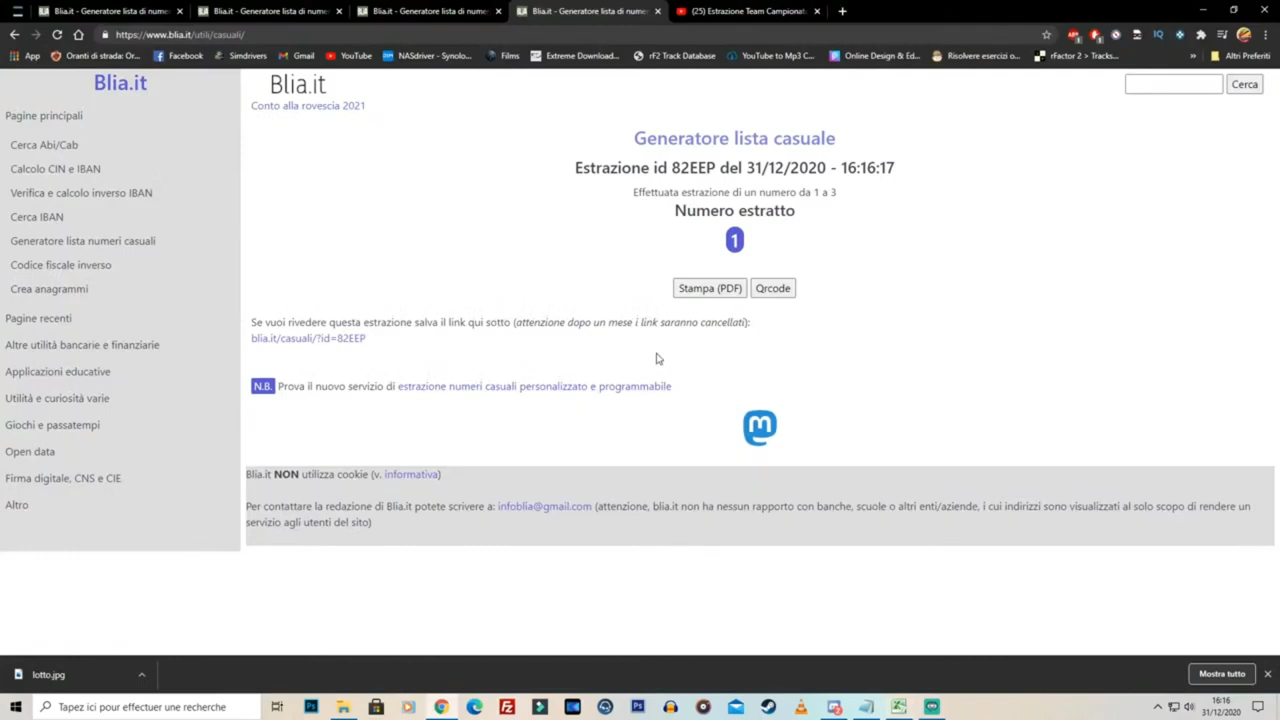 Blia.it - Generatore lista di nume
Blia.it - Generatore lista di nume
Blia.it - Generatore lista di nume
Blia.it - Generatore lista di nume
(25) Estrazione Team Campionat
https://www.blia.it/utili/casuali/
App
Oranti di strada: Or...
Facebook
Simdrivers
Gmail
YouTube
NASdriver - Synolo...
Films
Extreme Download...
rF2 Track Database
YouTube to Mp3 C...
Online Design & Ed...
Risolvere esercizi o...
rFactor 2 > Tracks...
»
Altri Preferiti
Blia.it
Pagine principali
Cerca Abi/Cab
Calcolo CIN e IBAN
Verifica e calcolo inverso IBAN
Cerca IBAN
Generatore lista numeri casuali
Codice fiscale inverso
Crea anagrammi
Pagine recenti
Altre utilità bancarie e finanziarie
Applicazioni educative
Utilità e curiosità varie
Giochi e passatempi
Open data
Firma digitale, CNS e CIE
Altro
Blia.it
Conto alla rovescia 2021
Cerca
Generatore lista casuale
Estrazione id 82EEP del 31/12/2020 - 16:16:17
Effettuata estrazione di un numero da 1 a 3
Numero estratto
1
Stampa (PDF)
Qrcode
Se vuoi rivedere questa estrazione salva il link qui sotto (attenzione dopo un mese i link saranno cancellati):
blia.it/casuali/?id=82EEP
N.B. Prova il nuovo servizio di estrazione numeri casuali personalizzato e programmabile
Blia.it NON utilizza cookie (v. informativa)
Per contattare la redazione di Blia.it potete scrivere a: infoblia@gmail.com (attenzione, blia.it non ha nessun rapporto con banche, scuole o altri enti/aziende, i cui indirizzi sono visualizzati al solo scopo di rendere un
servizio agli utenti del sito)
lotto.jpg
Mostra tutto
Tapez ici pour effectuer une recherche
16:16
31/12/2020